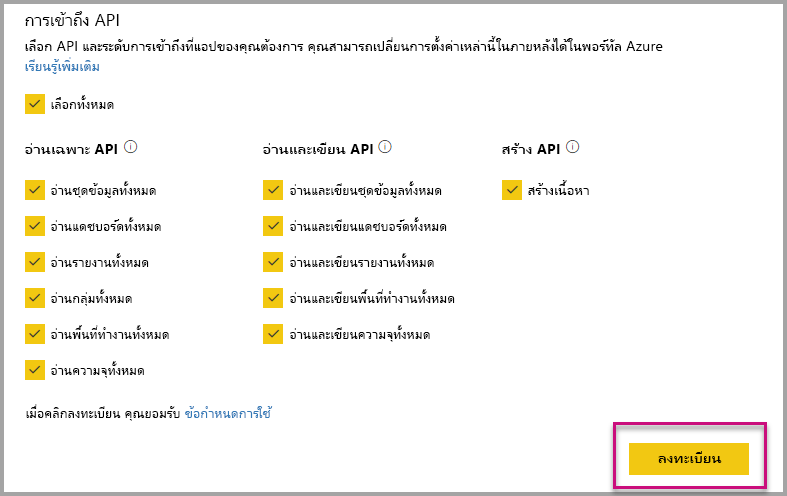 การเข้าถึง API
เลือก API และระดับการเข้าถึงที่แอปของคุณต้องการ คุณสามารถเปลี่ยนการตั้งค่าเหล่านี้ในภายหลังได้ในพอร์ทัล Azure
เรียนรู้เพิ่มเติม
เลือกทั้งหมด
อ่านเฉพาะ API
อ่านและเขียน API
สร้าง API
อ่านชุดข้อมูลทั้งหมด
อ่านและเขียนชุดข้อมูลทั้งหมด
สร้างเนื้อหา
อ่านแดชบอร์ดทั้งหมด
อ่านและเขียนแดชบอร์ดทั้งหมด
อ่านรายงานทั้งหมด
อ่านและเขียนรายงานทั้งหมด
อ่านกลุ่มทั้งหมด
อ่านและเขียนพื้นที่ทำงานทั้งหมด
อ่านพื้นที่ทำงานทั้งหมด
อ่านและเขียนความจุทั้งหมด
อ่านความจุทั้งหมด
เมื่อคลิกลงทะเบียน คุณยอมรับ ข้อกำหนดการใช้
ลงทะเบียน